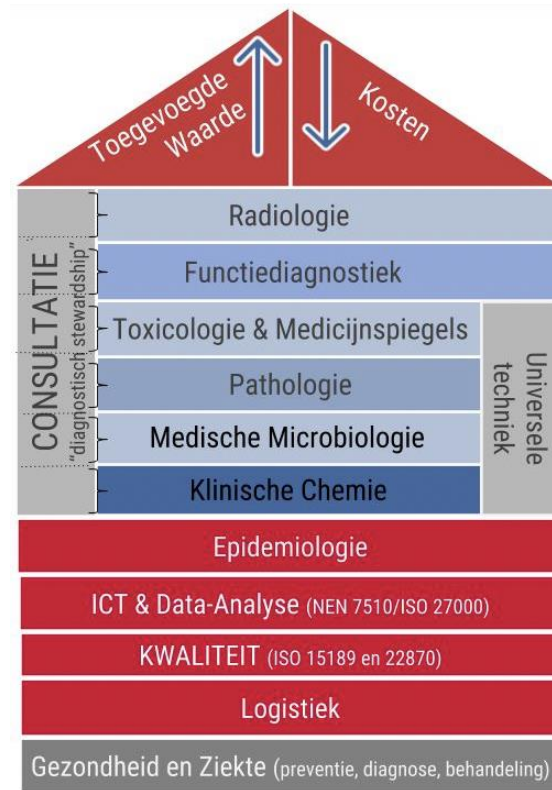 Toegevoegde
Waarde
Kosten
CONSULTATIE
"diagnostisch stewardship"
Radiologie
Functiediagnostiek
Toxicologie & Medicijnspiegels
Pathologie
Medische Microbiologie
Klinische Chemie
Universele
techniek
Epidemiologie
ICT & Data-Analyse (NEN 7510/ISO 27000)
KWALITEIT (ISO 15189 en 22870)
Logistiek
Gezondheid en Ziekte (preventie, diagnose, behandeling)